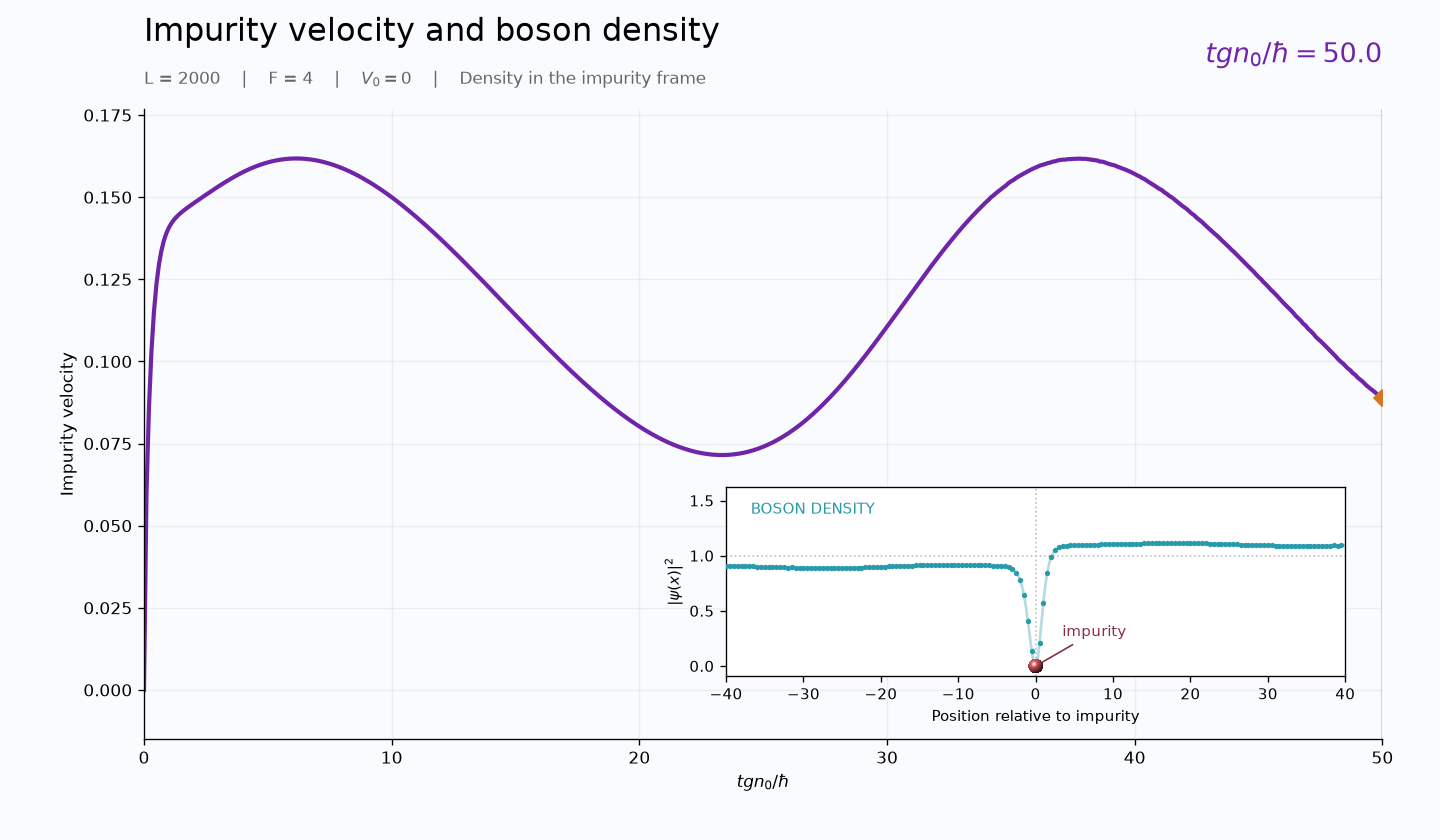 Impurity velocity and boson density
tgn₀/ħ = 50.0
L = 2000 | F = 4 | V₀ = 0 | Density in the impurity frame
0.175
0.150
0.125
0.100
0.075
0.050
0.025
0.000
Impurity velocity
1.5
1.0
0.5
0.0
|ψ(x)|²
BOSON DENSITY
impurity
−40 −30 −20 −10 0 10 20 30 40
Position relative to impurity
0 10 20 30 40 50
tgn₀/ħ